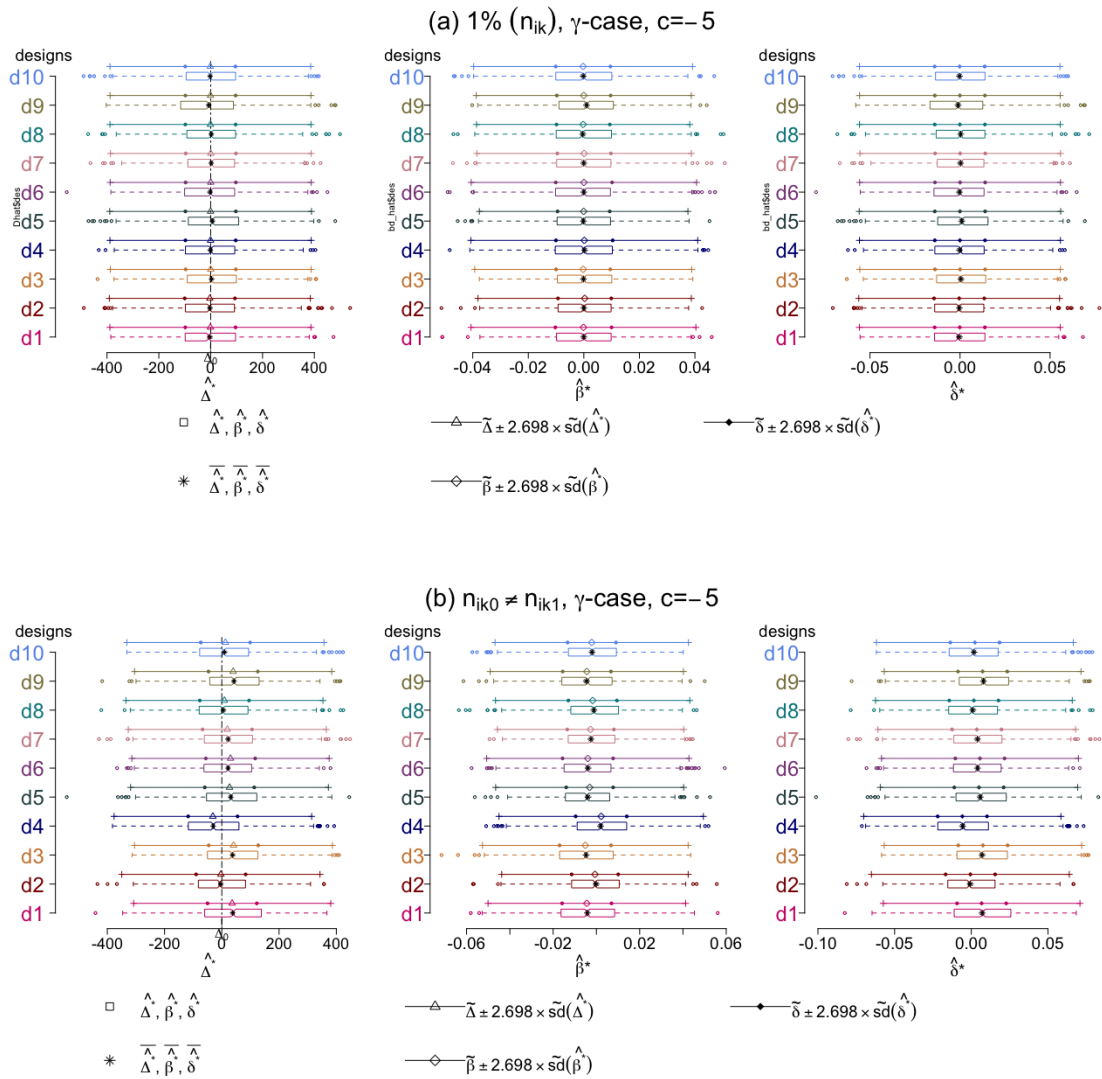 (a) 1% (n_ik), γ-case, c=−5
designs
d10
d9
d8
d7
d6
d5
d4
d3
d2
d1
Dhat$des
-400 -200 0 200 400
Δ₀
Δ̂*
designs
d10
d9
d8
d7
d6
d5
d4
d3
d2
d1
bd_hat$des
-0.04 -0.02 0.00 0.02 0.04
β̂*
designs
d10
d9
d8
d7
d6
d5
d4
d3
d2
d1
bd_hat$des
-0.05 0.00 0.05
δ̂*
Δ̂*, β̂*, δ̂*
Δ̃ ± 2.698 × s̃d(Δ̂*)
δ̃ ± 2.698 × s̃d(δ̂*)
Δ̂*, β̂*, δ̂*
β̃ ± 2.698 × s̃d(β̂*)
(b) n_ik0 ≠ n_ik1, γ-case, c=−5
designs
d10
d9
d8
d7
d6
d5
d4
d3
d2
d1
-400 -200 0 200 400
Δ₀
Δ̂*
designs
d10
d9
d8
d7
d6
d5
d4
d3
d2
d1
-0.06 -0.02 0.02 0.06
β̂*
designs
d10
d9
d8
d7
d6
d5
d4
d3
d2
d1
-0.10 -0.05 0.00 0.05
δ̂*
Δ̂*, β̂*, δ̂*
Δ̃ ± 2.698 × s̃d(Δ̂*)
δ̃ ± 2.698 × s̃d(δ̂*)
Δ̂*, β̂*, δ̂*
β̃ ± 2.698 × s̃d(β̂*)